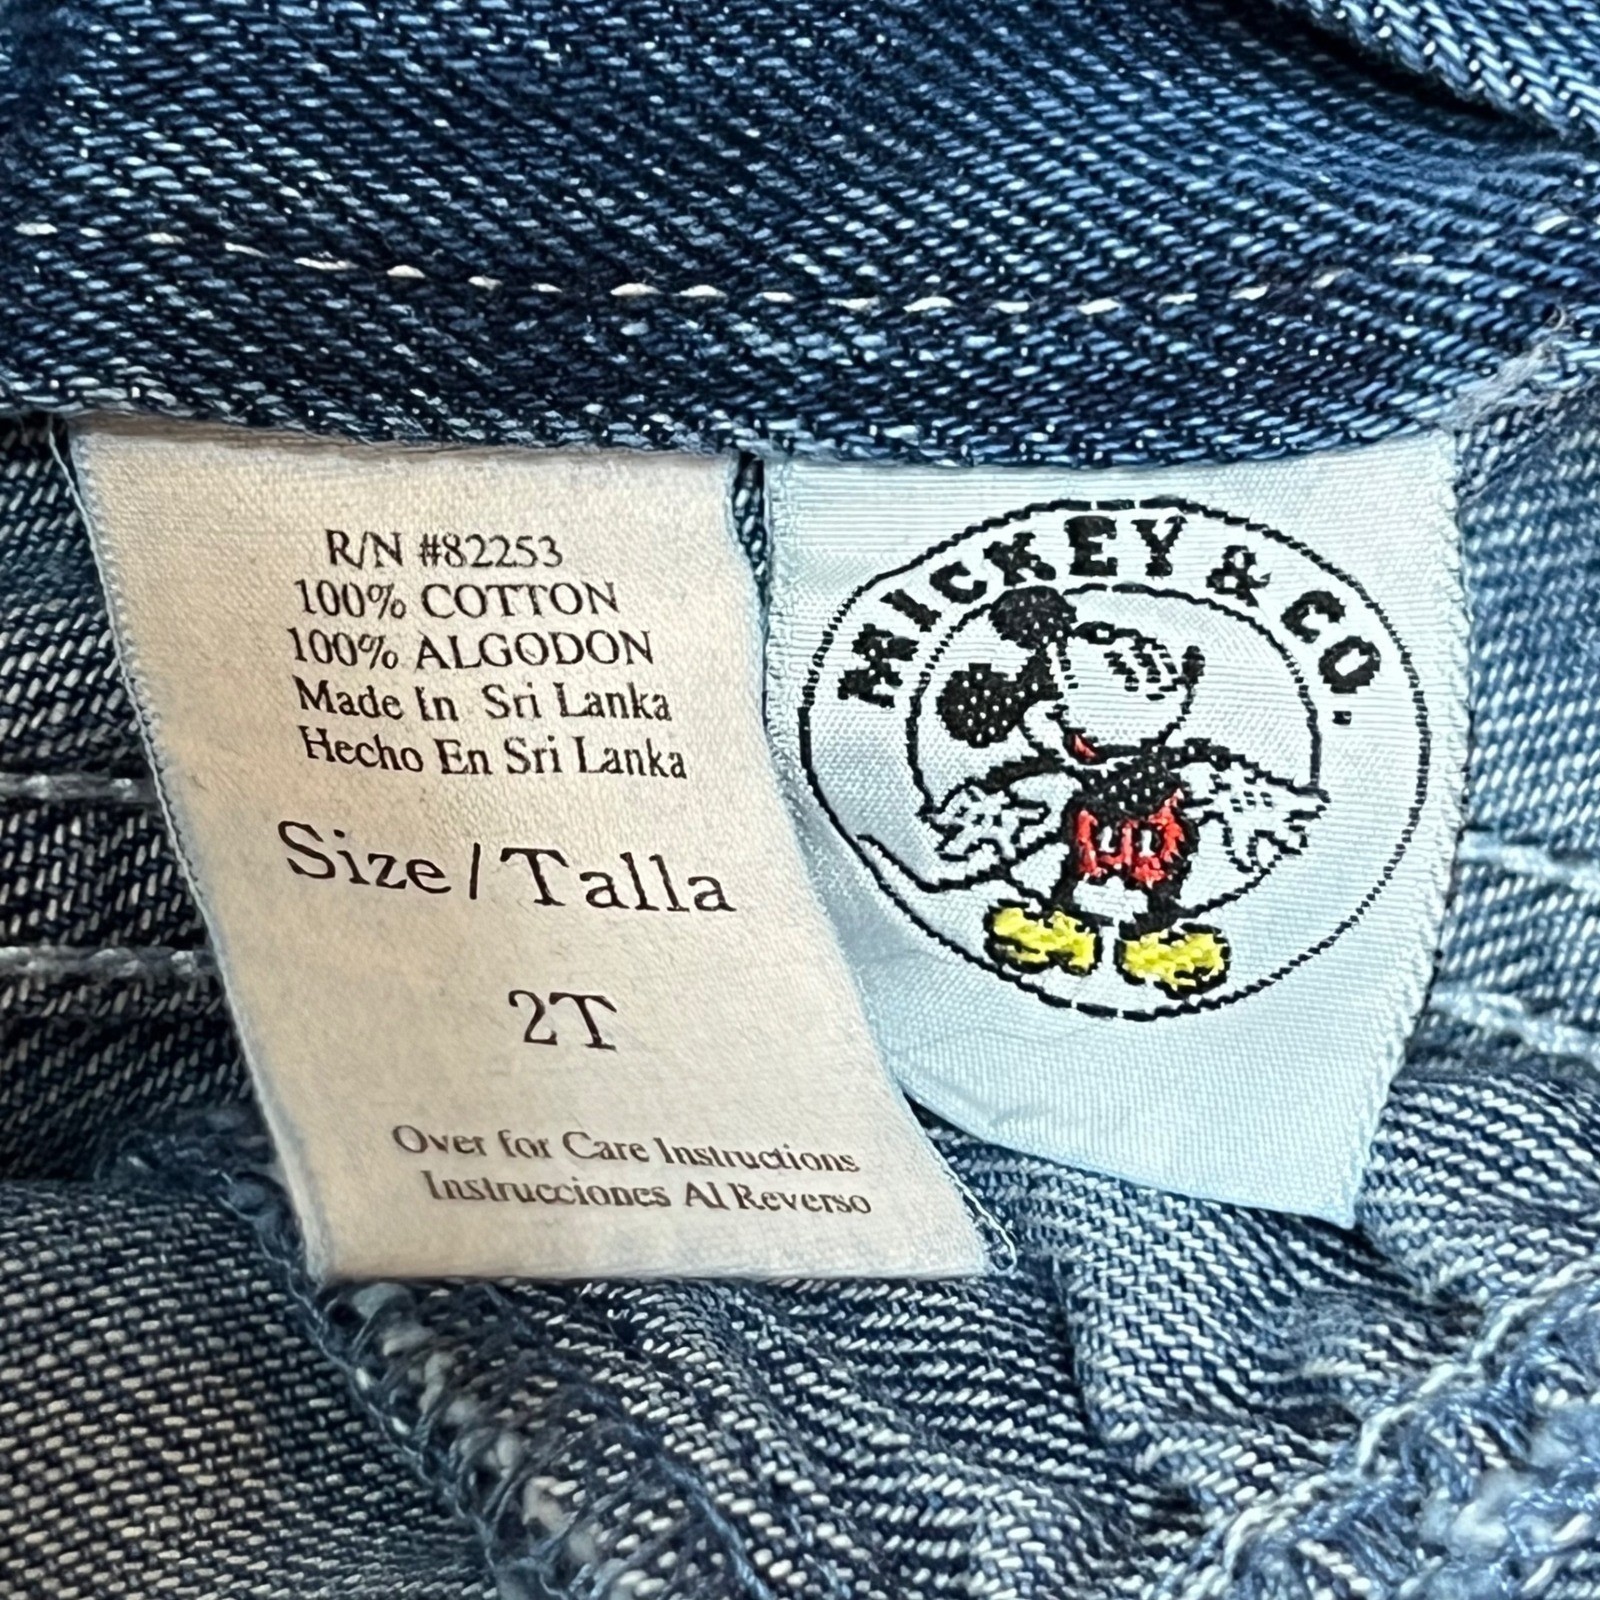 R/N #82253
100% COTTON
100% ALGODON
Made In Sri Lanka
Hecho En Sri Lanka
Size / Talla
2T
Over for Care Instructions
Instrucciones Al Reverso
MICKEY & CO.